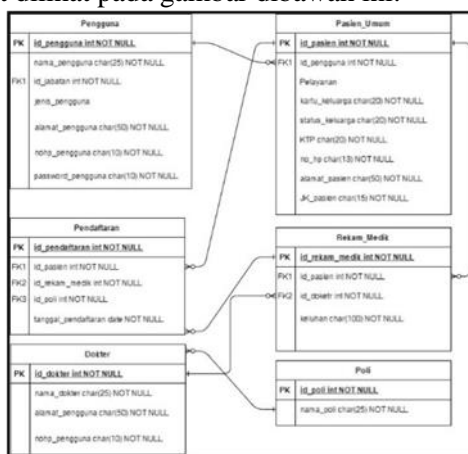 dilihat pada gambar dibawah ini.
Pengguna
PK id_pengguna int NOT NULL
nama_pengguna char(25) NOT NULL
FK1 id_jabatan int NOT NULL
jenis_pengguna
alamat_pengguna char(50) NOT NULL
nohp_pengguna char(10) NOT NULL
password_pengguna char(10) NOT NULL
Pasien_Umum
PK id_pasien int NOT NULL
FK1 id_pengguna int NOT NULL
Pelayanan
kartu_keluarga char(20) NOT NULL
status_keluarga char(20) NOT NULL
KTP char(20) NOT NULL
no_hp char(13) NOT NULL
alamat_pasien char(50) NOT NULL
JK_pasien char(15) NOT NULL
Pendaftaran
PK id_pendaftaran int NOT NULL
FK1 id_pasien int NOT NULL
FK2 id_rekam_medik int NOT NULL
FK3 id_poli int NOT NULL
tanggal_pendaftaran date NOT NULL
Rekam_Medik
PK id_rekam_medik int NOT NULL
FK1 id_pasien int NOT NULL
FK2 id_doketr int NOT NULL
keluhan char(100) NOT NULL
Dokter
PK id_dokter int NOT NULL
nama_dokter char(25) NOT NULL
alamat_pengguna char(50) NOT NULL
nohp_pengguna char(10) NOT NULL
Poli
PK id_poli int NOT NULL
nama_poli char(25) NOT NULL